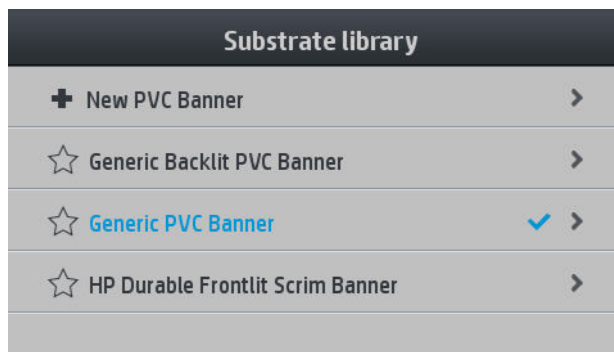 Substrate library
New PVC Banner
Generic Backlit PVC Banner
Generic PVC Banner
HP Durable Frontlit Scrim Banner